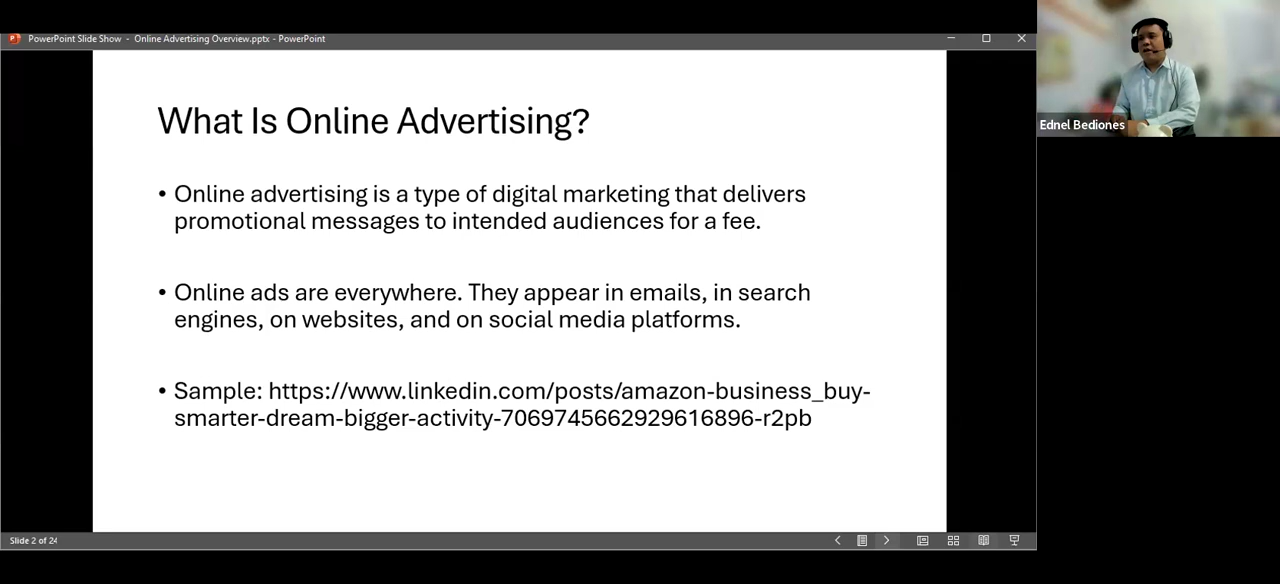 PowerPoint Slide Show - Online Advertising Overview.pptx - PowerPoint
What Is Online Advertising?
• Online advertising is a type of digital marketing that delivers
promotional messages to intended audiences for a fee.
• Online ads are everywhere. They appear in emails, in search
engines, on websites, and on social media platforms.
• Sample: https://www.linkedin.com/posts/amazon-business_buy-
smarter-dream-bigger-activity-7069745662929616896-r2pb
Slide 2 of 24
Ednel Bediones